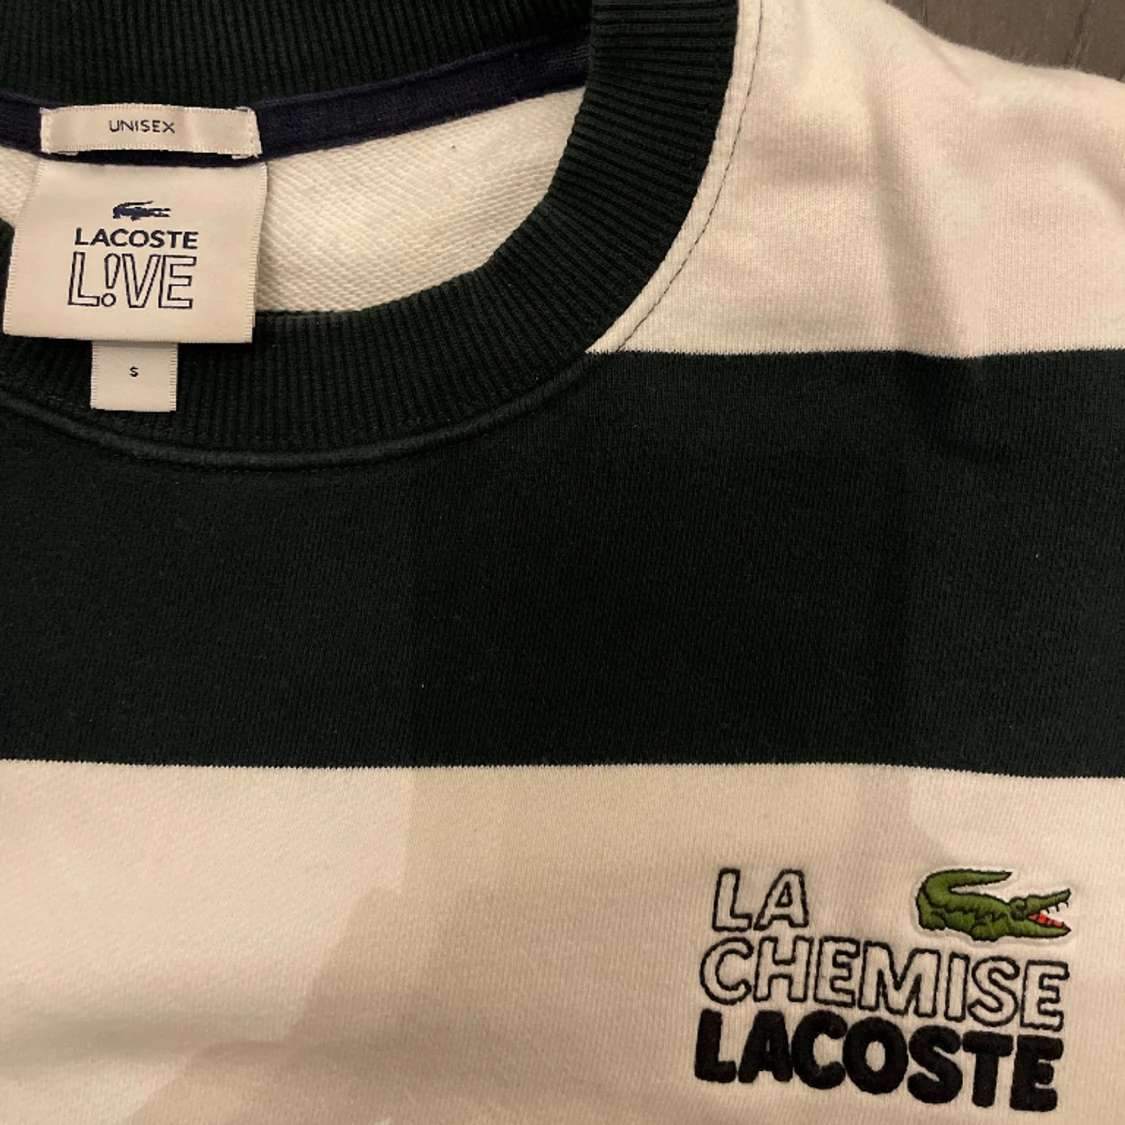 UNISEX
LACOSTE
L!VE
S
LA
CHEMISE
LACOSTE